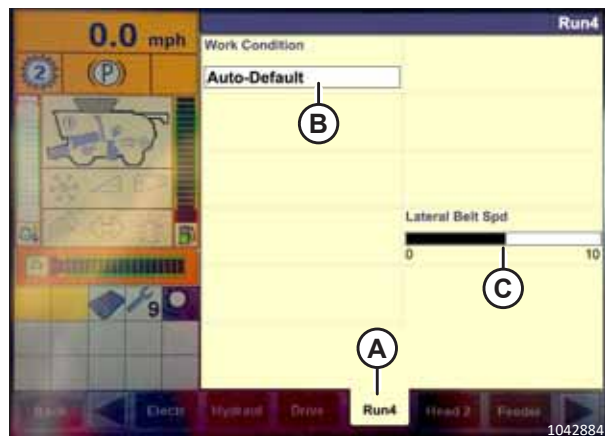 Run4
0.0 mph
Work Condition
2
(P)
Auto-Default
B
Lateral Belt Spd
0
10
C
9
A
Back
Electr
Hydraul
Drive
Run4
Head 2
Feeder
1042884